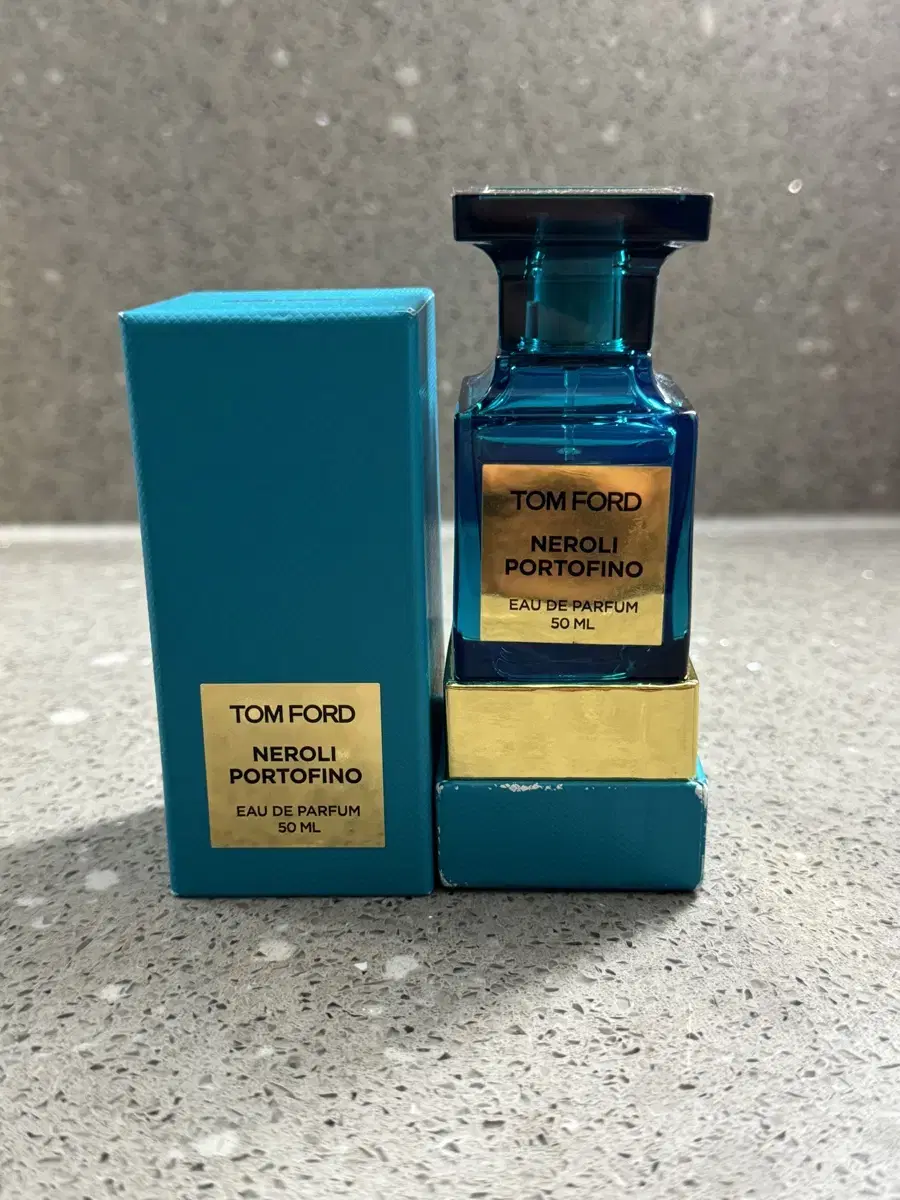 TOM FORD
NEROLI
PORTOFINO
EAU DE PARFUM
50 ML
TOM FORD
NEROLI
PORTOFINO
EAU DE PARFUM
50 ML